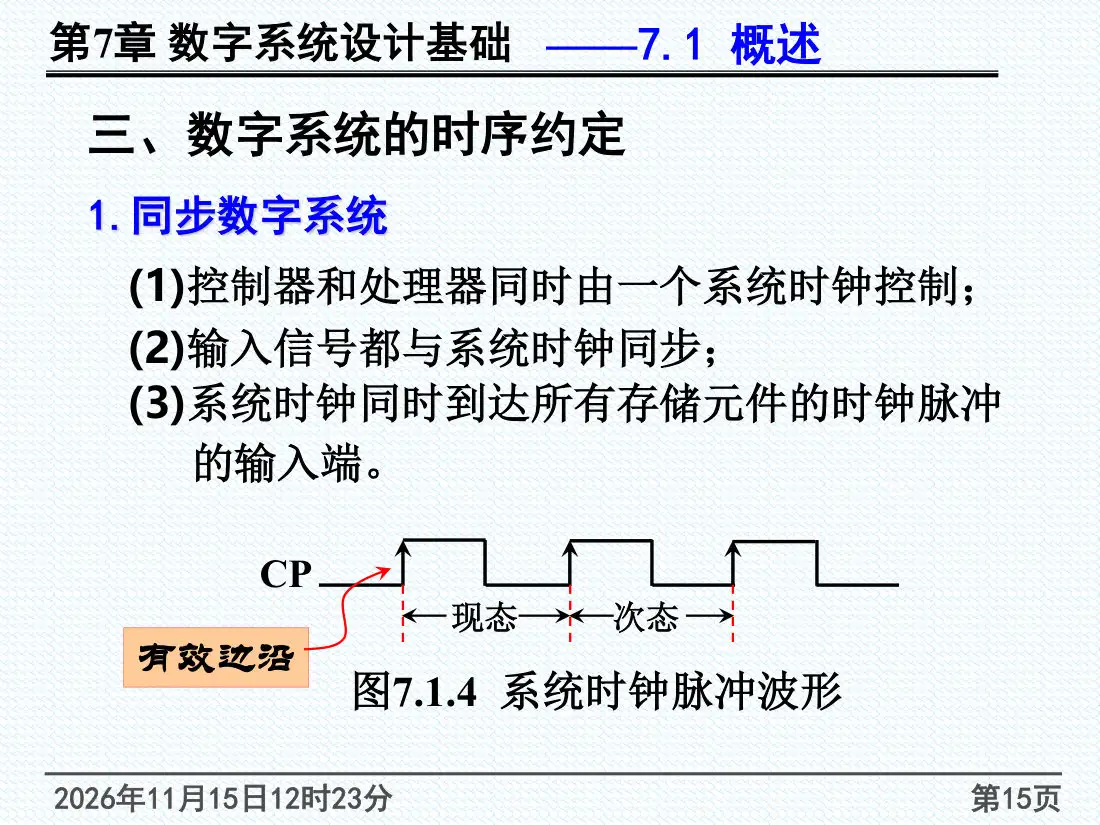 第7章 数字系统设计基础 ——7.1 概述
三、数字系统的时序约定
1.同步数字系统
(1)控制器和处理器同时由一个系统时钟控制；
(2)输入信号都与系统时钟同步；
(3)系统时钟同时到达所有存储元件的时钟脉冲
的输入端。
CP
现态 次态
有效边沿
图7.1.4 系统时钟脉冲波形
2026年11月15日12时23分 第15页